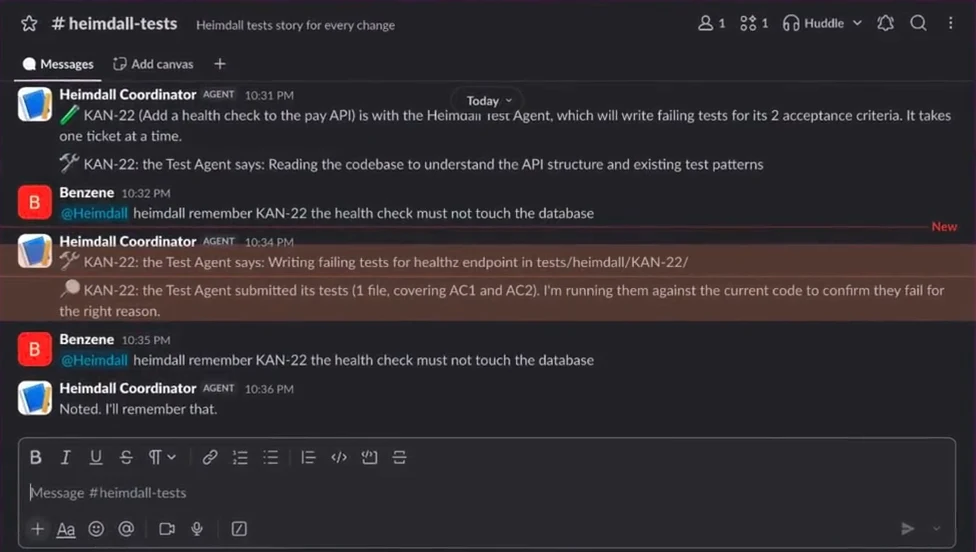 # heimdall-tests Heimdall tests story for every change 1 1 Huddle
Messages Add canvas +
Today
Heimdall Coordinator AGENT 10:31 PM
KAN-22 (Add a health check to the pay API) is with the Heimdall Test Agent, which will write failing tests for its 2 acceptance criteria. It takes
one ticket at a time.
KAN-22: the Test Agent says: Reading the codebase to understand the API structure and existing test patterns
B
Benzene 10:32 PM
@Heimdall heimdall remember KAN-22 the health check must not touch the database
New
Heimdall Coordinator AGENT 10:34 PM
KAN-22: the Test Agent says: Writing failing tests for healthz endpoint in tests/heimdall/KAN-22/
KAN-22: the Test Agent submitted its tests (1 file, covering AC1 and AC2). I'm running them against the current code to confirm they fail for
the right reason.
B
Benzene 10:35 PM
@Heimdall heimdall remember KAN-22 the health check must not touch the database
Heimdall Coordinator AGENT 10:36 PM
Noted. I'll remember that.
B I U S
Message #heimdall-tests
+ Aa @